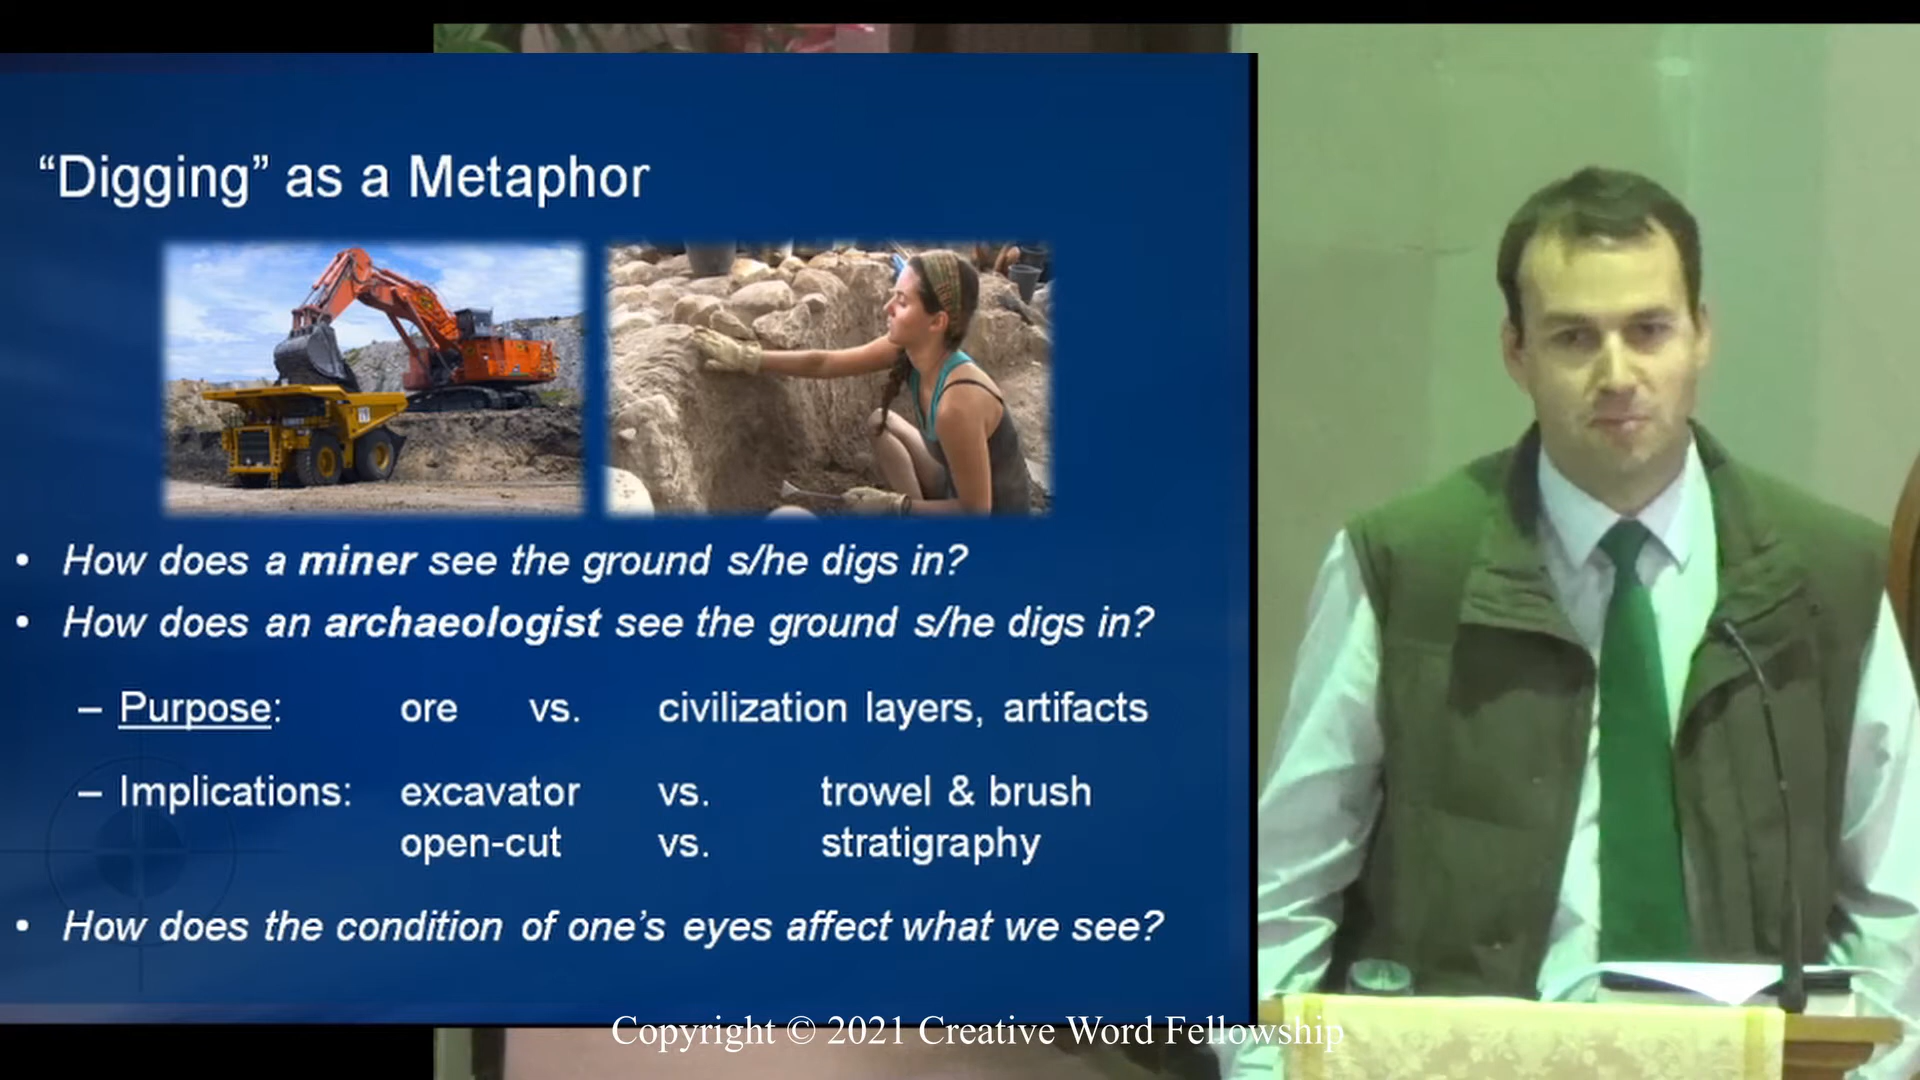 “Digging” as a Metaphor
• How does a miner see the ground s/he digs in?
• How does an archaeologist see the ground s/he digs in?
– Purpose: ore vs. civilization layers, artifacts
– Implications: excavator vs. trowel & brush
open-cut vs. stratigraphy
• How does the condition of one’s eyes affect what we see?
Copyright © 2021 Creative Word Fellowship